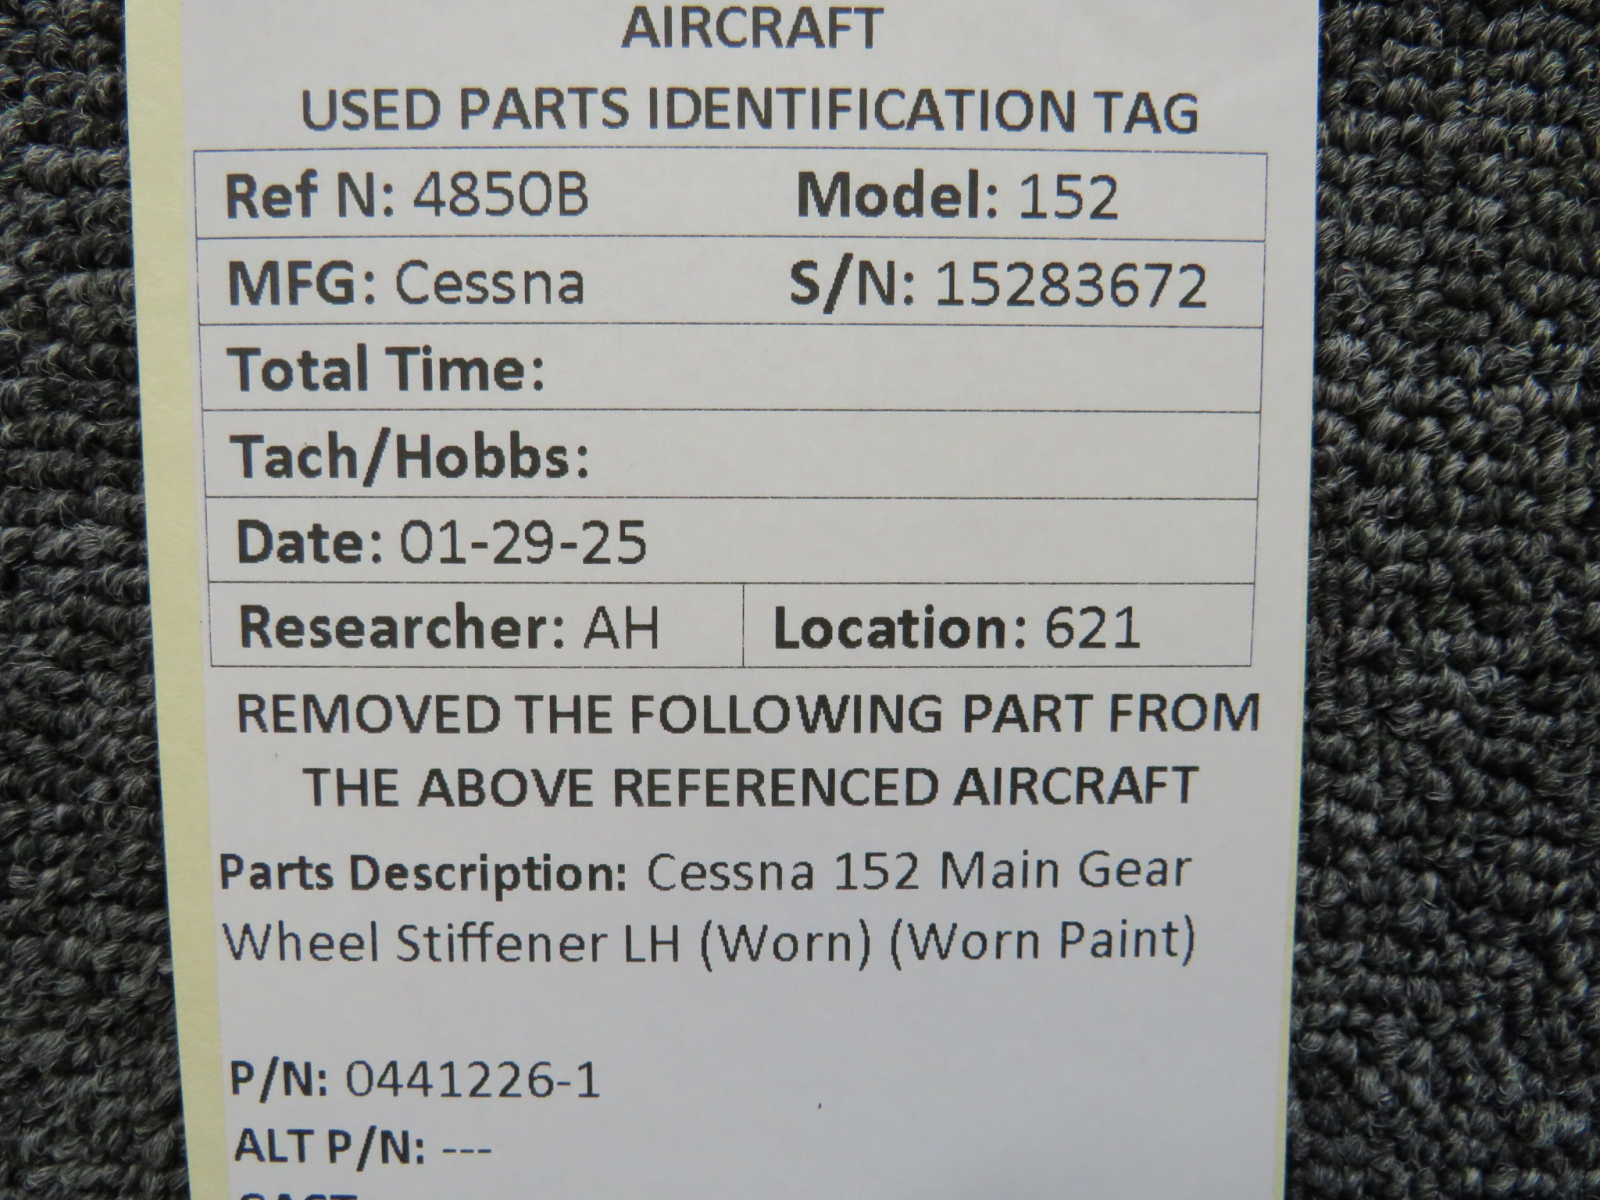 AIRCRAFT
USED PARTS IDENTIFICATION TAG
Ref N: 4850B Model: 152
MFG: Cessna S/N: 15283672
Total Time:
Tach/Hobbs:
Date: 01-29-25
Researcher: AH Location: 621
REMOVED THE FOLLOWING PART FROM
THE ABOVE REFERENCED AIRCRAFT
Parts Description: Cessna 152 Main Gear
Wheel Stiffener LH (Worn) (Worn Paint)
P/N: 0441226-1
ALT P/N: ---